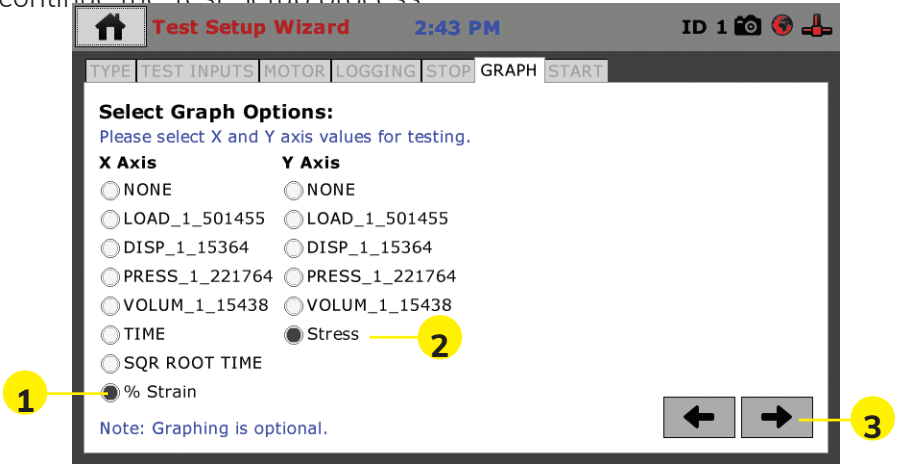 Test Setup Wizard 2:43 PM ID 1
TYPE TEST INPUTS MOTOR LOGGING STOP GRAPH START
Select Graph Options:
Please select X and Y axis values for testing.
X Axis Y Axis
NONE NONE
LOAD_1_501455 LOAD_1_501455
DISP_1_15364 DISP_1_15364
PRESS_1_221764 PRESS_1_221764
VOLUM_1_15438 VOLUM_1_15438
TIME Stress 2
SQR ROOT TIME
1 % Strain
3
Note: Graphing is optional.